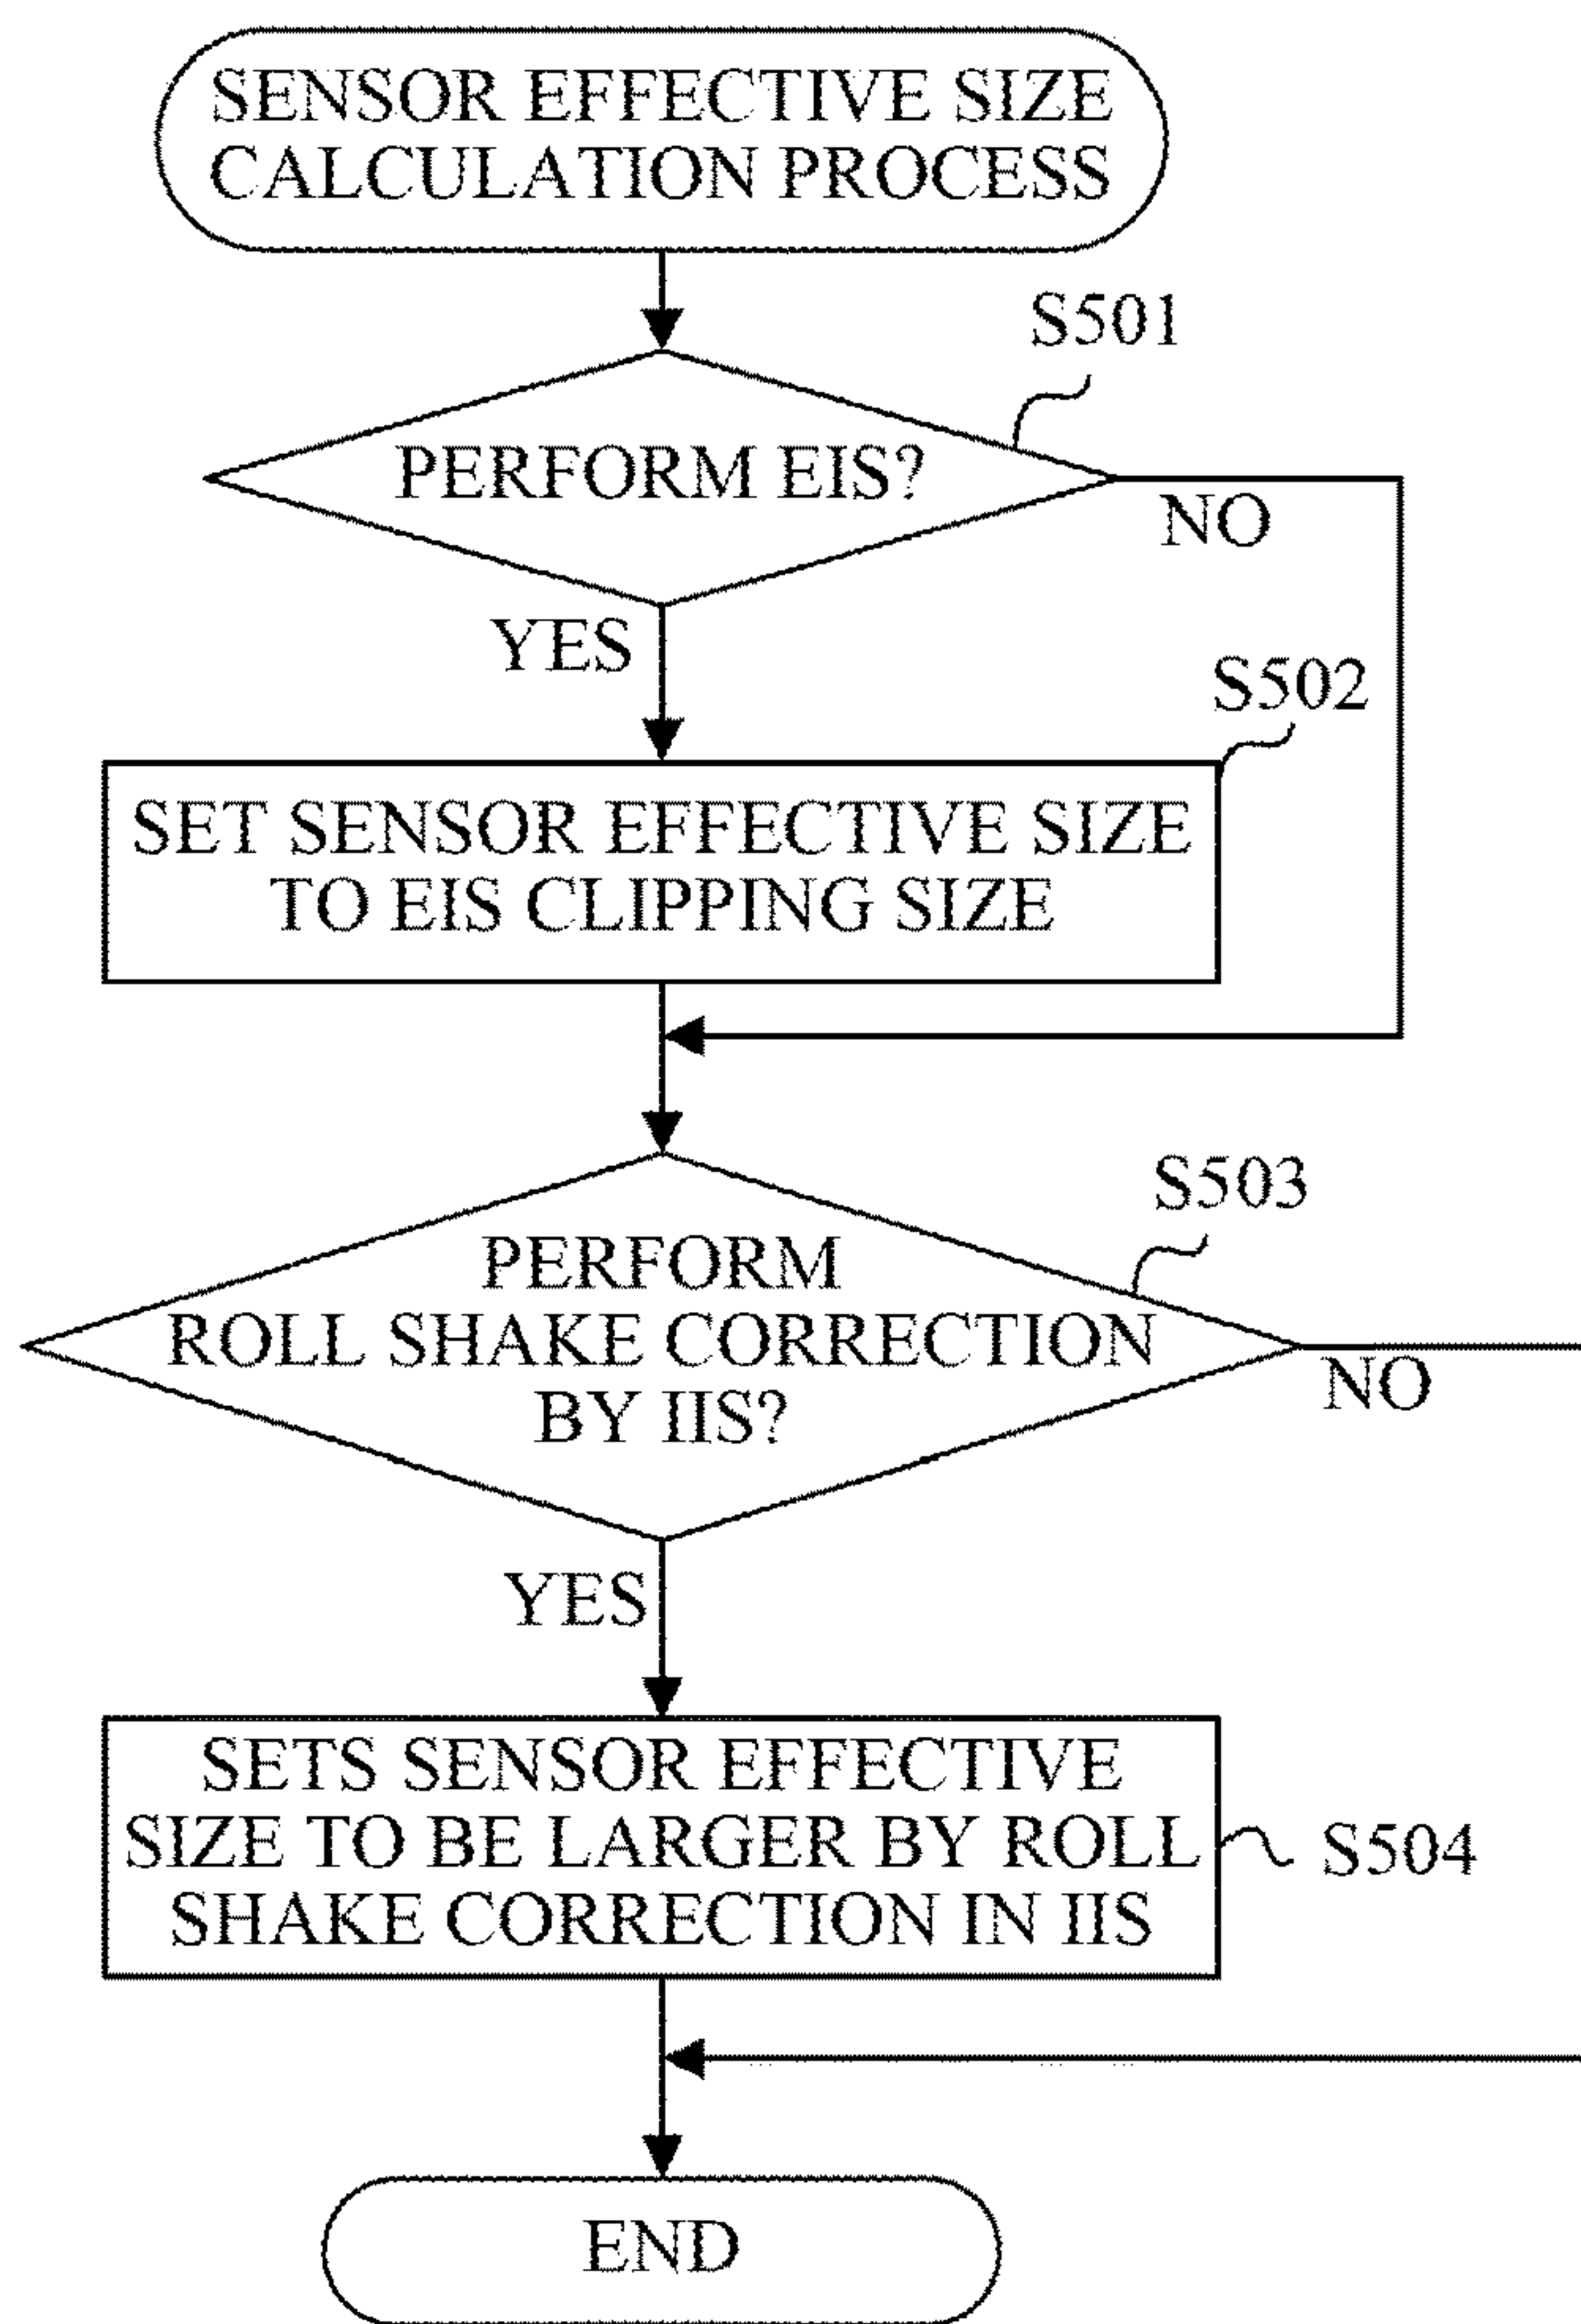 SENSOR EFFECTIVE SIZE
CALCULATION PROCESS
S501
PERFORM EIS?
NO
YES
S502
SET SENSOR EFFECTIVE SIZE
TO EIS CLIPPING SIZE
S503
PERFORM
ROLL SHAKE CORRECTION
BY IIS?
NO
YES
SETS SENSOR EFFECTIVE
SIZE TO BE LARGER BY ROLL
SHAKE CORRECTION IN IIS
S504
END